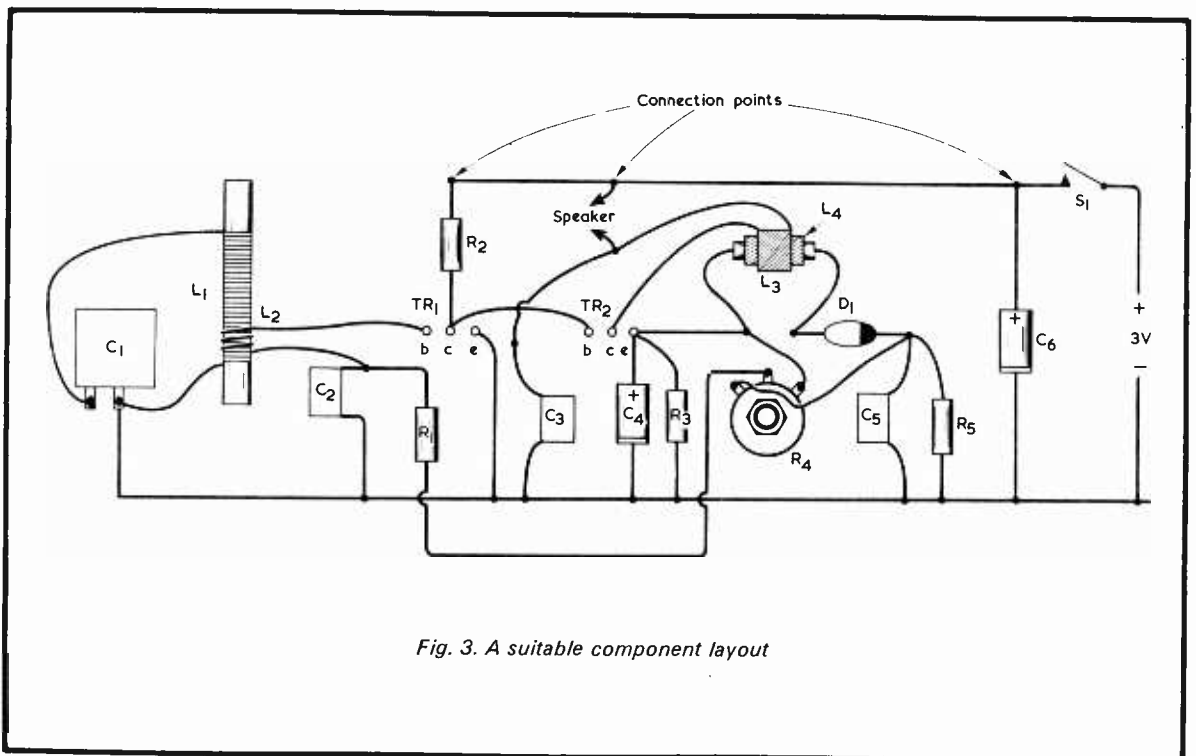 Connection points
Speaker
S1
R2
L4
L3
L1
L2
TR1
b c e
TR2
b c e
D1
+
3V
−
C1
C2
R1
C3
+
C4
R3
R4
C5
R5
+
C6
Fig. 3. A suitable component layout